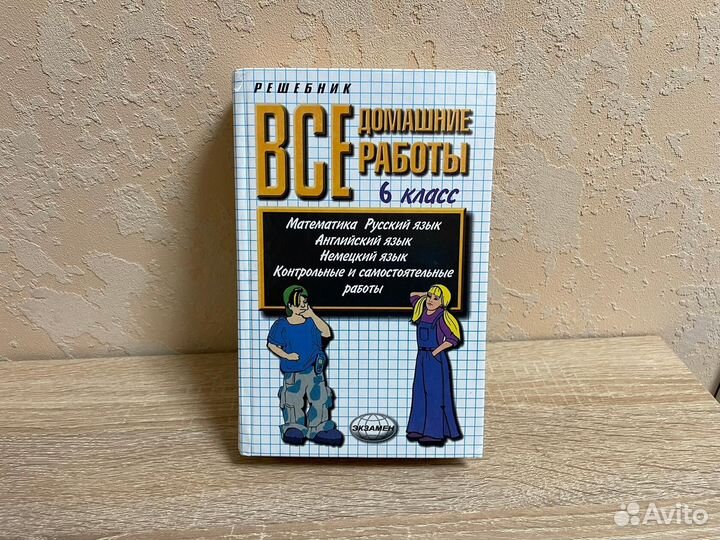 РЕШЕБНИК
ВСЕ ДОМАШНИЕ
РАБОТЫ
6 класс
Математика Русский язык
Английский язык
Немецкий язык
Контрольные и самостоятельные
работы
ЭКЗАМЕН
Avito